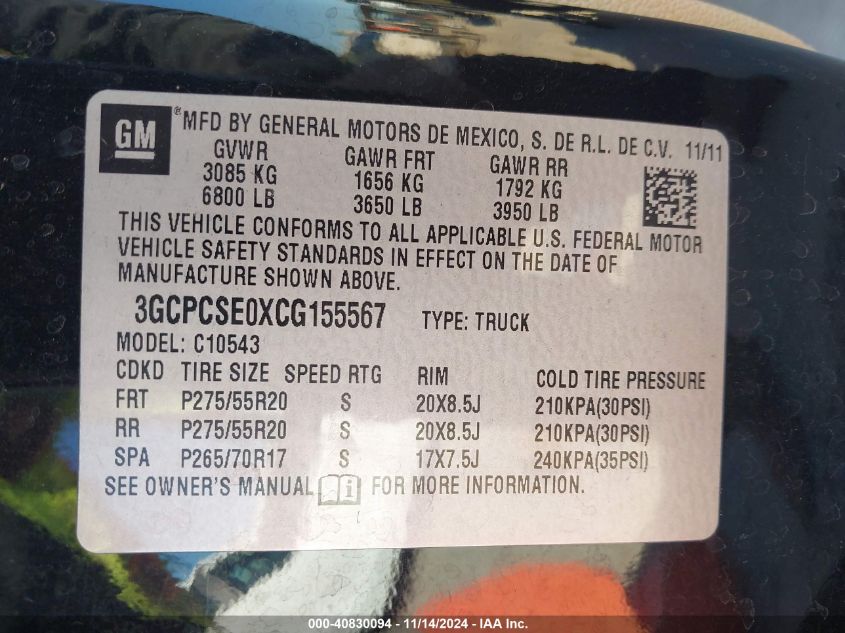 GM
® MFD BY GENERAL MOTORS DE MEXICO, S. DE R.L. DE C.V. 11/11
GVWR GAWR FRT GAWR RR
3085 KG 1656 KG 1792 KG
6800 LB 3650 LB 3950 LB
THIS VEHICLE CONFORMS TO ALL APPLICABLE U.S. FEDERAL MOTOR
VEHICLE SAFETY STANDARDS IN EFFECT ON THE DATE OF
MANUFACTURE SHOWN ABOVE.
3GCPCSE0XCG155567 TYPE: TRUCK
MODEL: C10543
CDKD TIRE SIZE SPEED RTG RIM COLD TIRE PRESSURE
FRT P275/55R20 S 20X8.5J 210KPA(30PSI)
RR P275/55R20 S 20X8.5J 210KPA(30PSI)
SPA P265/70R17 S 17X7.5J 240KPA(35PSI)
SEE OWNER'S MANUAL i FOR MORE INFORMATION.
000-40830094 - 11/14/2024 - IAA Inc.